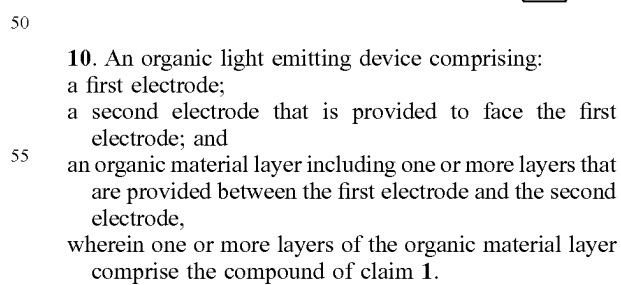 50
10. An organic light emitting device comprising:
a first electrode;
a second electrode that is provided to face the first
electrode; and
55
an organic material layer including one or more layers that
are provided between the first electrode and the second
electrode,
wherein one or more layers of the organic material layer
comprise the compound of claim 1.